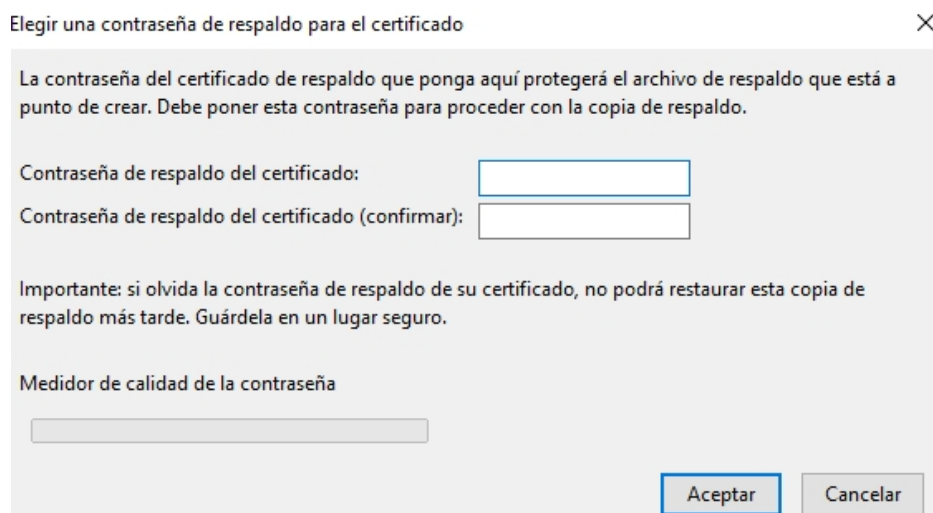 Elegir una contraseña de respaldo para el certificado
La contraseña del certificado de respaldo que ponga aquí protegerá el archivo de respaldo que está a
punto de crear. Debe poner esta contraseña para proceder con la copia de respaldo.
Contraseña de respaldo del certificado:
Contraseña de respaldo del certificado (confirmar):
Importante: si olvida la contraseña de respaldo de su certificado, no podrá restaurar esta copia de
respaldo más tarde. Guárdela en un lugar seguro.
Medidor de calidad de la contraseña
Aceptar Cancelar